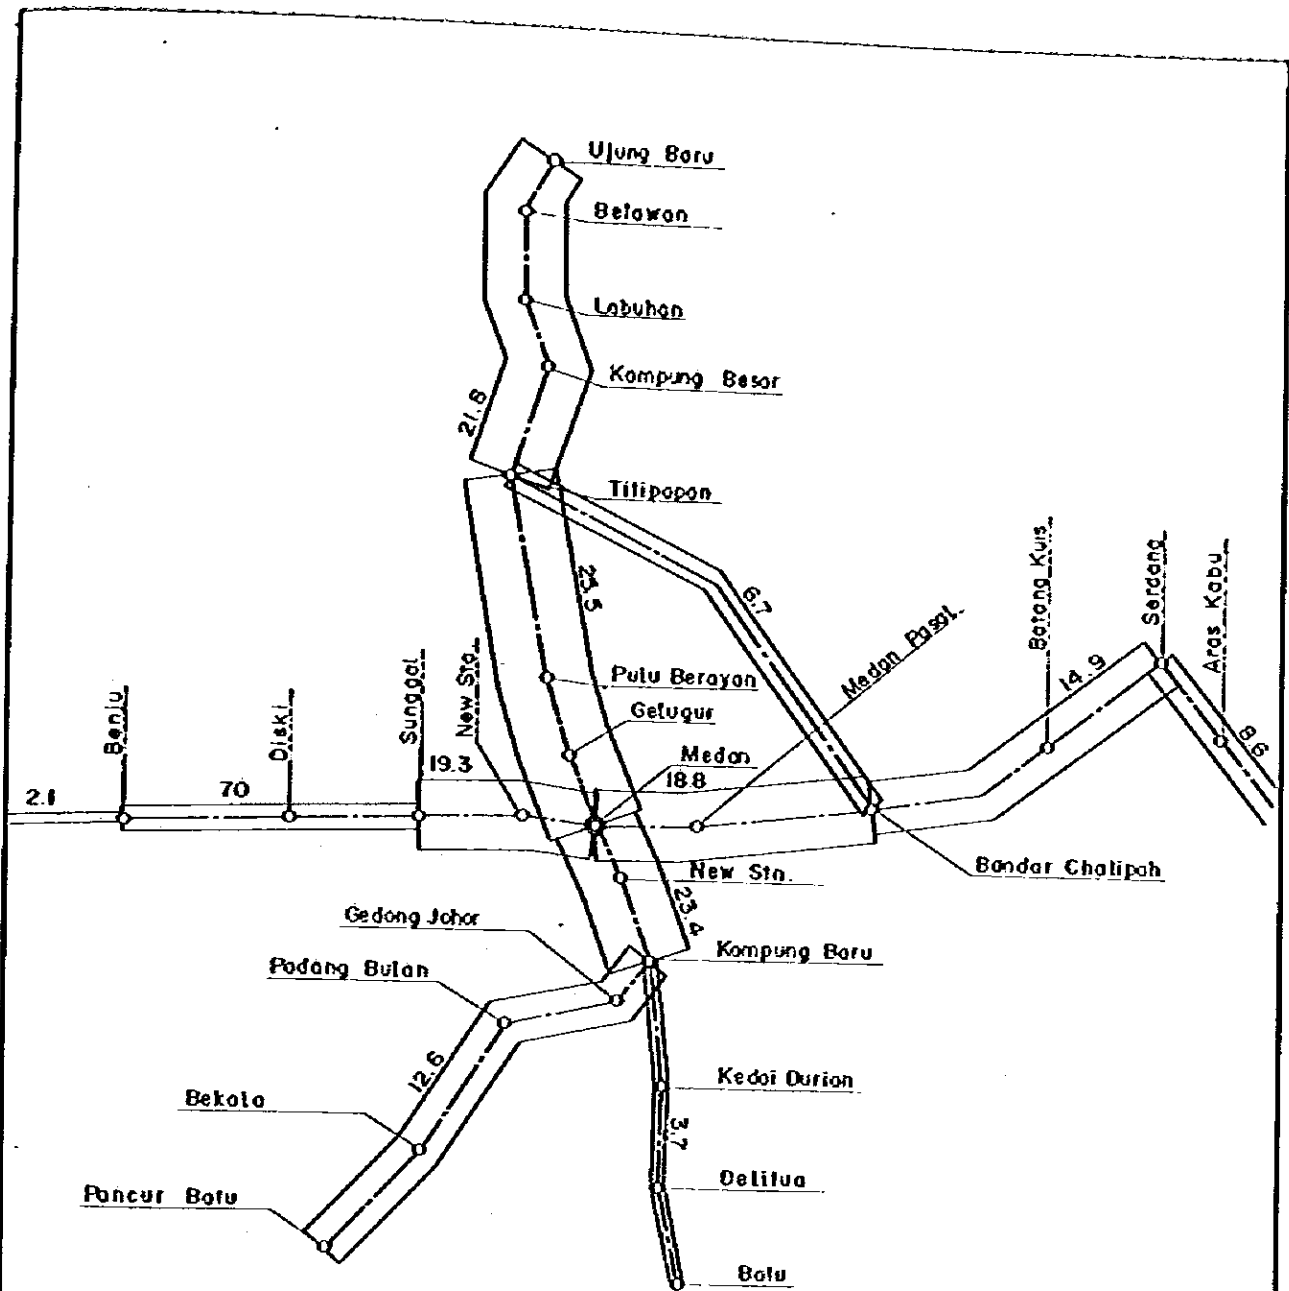 Ujung Baru
Belawan
Labuhan
Kampung Besar
21.8
Titipapan
23.5
6.7
Batang Kuis
Serdang
Aras Kabu
Medan Pasat.
Pulu Berayan
Gelugur
Medan
18.8
14.9
8.6
New Sta.
Sunggal
Diski
Benju
19.3
70
2.1
Bandar Chalipah
New Sta.
23.4
Gedong Johor
Kampung Baru
Padang Bulan
12.6
Kedai Durian
Bekala
3.7
Delitua
Pancur Batu
Batu